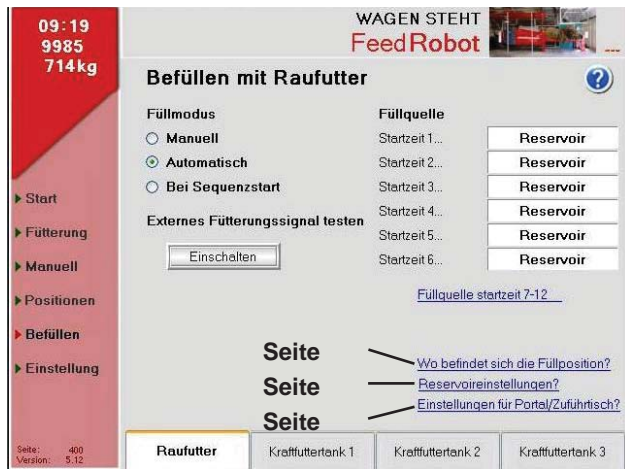 09:19
9985
714kg
WAGEN STEHT
FeedRobot
...
Befüllen mit Raufutter
?
Füllmodus
Manuell
Automatisch
Bei Sequenzstart
Externes Fütterungssignal testen
Einschalten
Füllquelle
Startzeit 1... Reservoir
Startzeit 2... Reservoir
Startzeit 3... Reservoir
Startzeit 4... Reservoir
Startzeit 5... Reservoir
Startzeit 6... Reservoir
Füllquelle startzeit 7-12
Start
Fütterung
Manuell
Positionen
Befüllen
Einstellung
Seite Wo befindet sich die Füllposition?
Seite Reservoireinstellungen?
Seite Einstellungen für Portal/Zuführtisch?
Seite: 400
Version: 5.12
Raufutter Kraftfuttertank 1 Kraftfuttertank 2 Kraftfuttertank 3